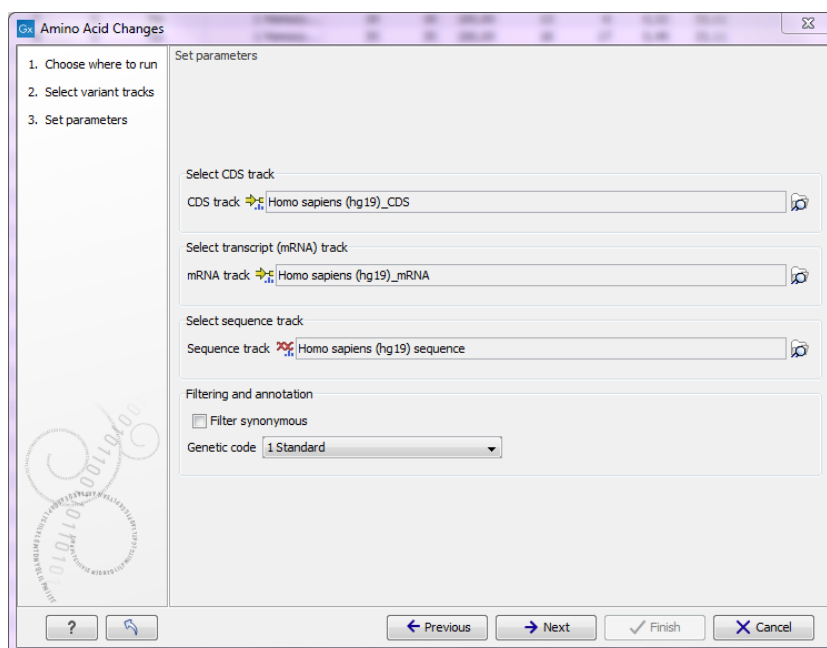 Gx Amino Acid Changes
1. Choose where to run
2. Select variant tracks
3. Set parameters
Set parameters
Select CDS track
CDS track Homo sapiens (hg19)_CDS
Select transcript (mRNA) track
mRNA track Homo sapiens (hg19)_mRNA
Select sequence track
Sequence track Homo sapiens (hg19) sequence
Filtering and annotation
Filter synonymous
Genetic code 1 Standard
? Previous Next Finish Cancel